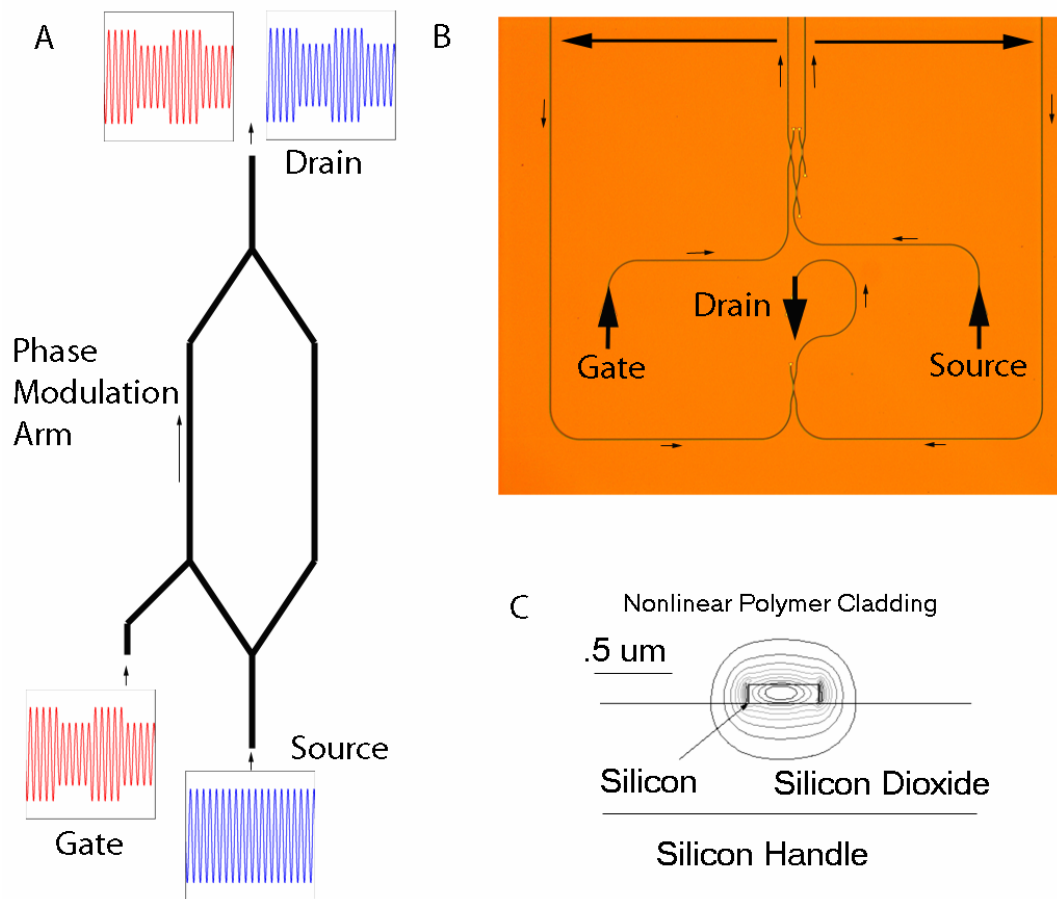 A
Drain
Phase
Modulation
Arm
Source
Gate
B
Drain
Gate
Source
C
Nonlinear Polymer Cladding
.5 um
Silicon
Silicon Dioxide
Silicon Handle